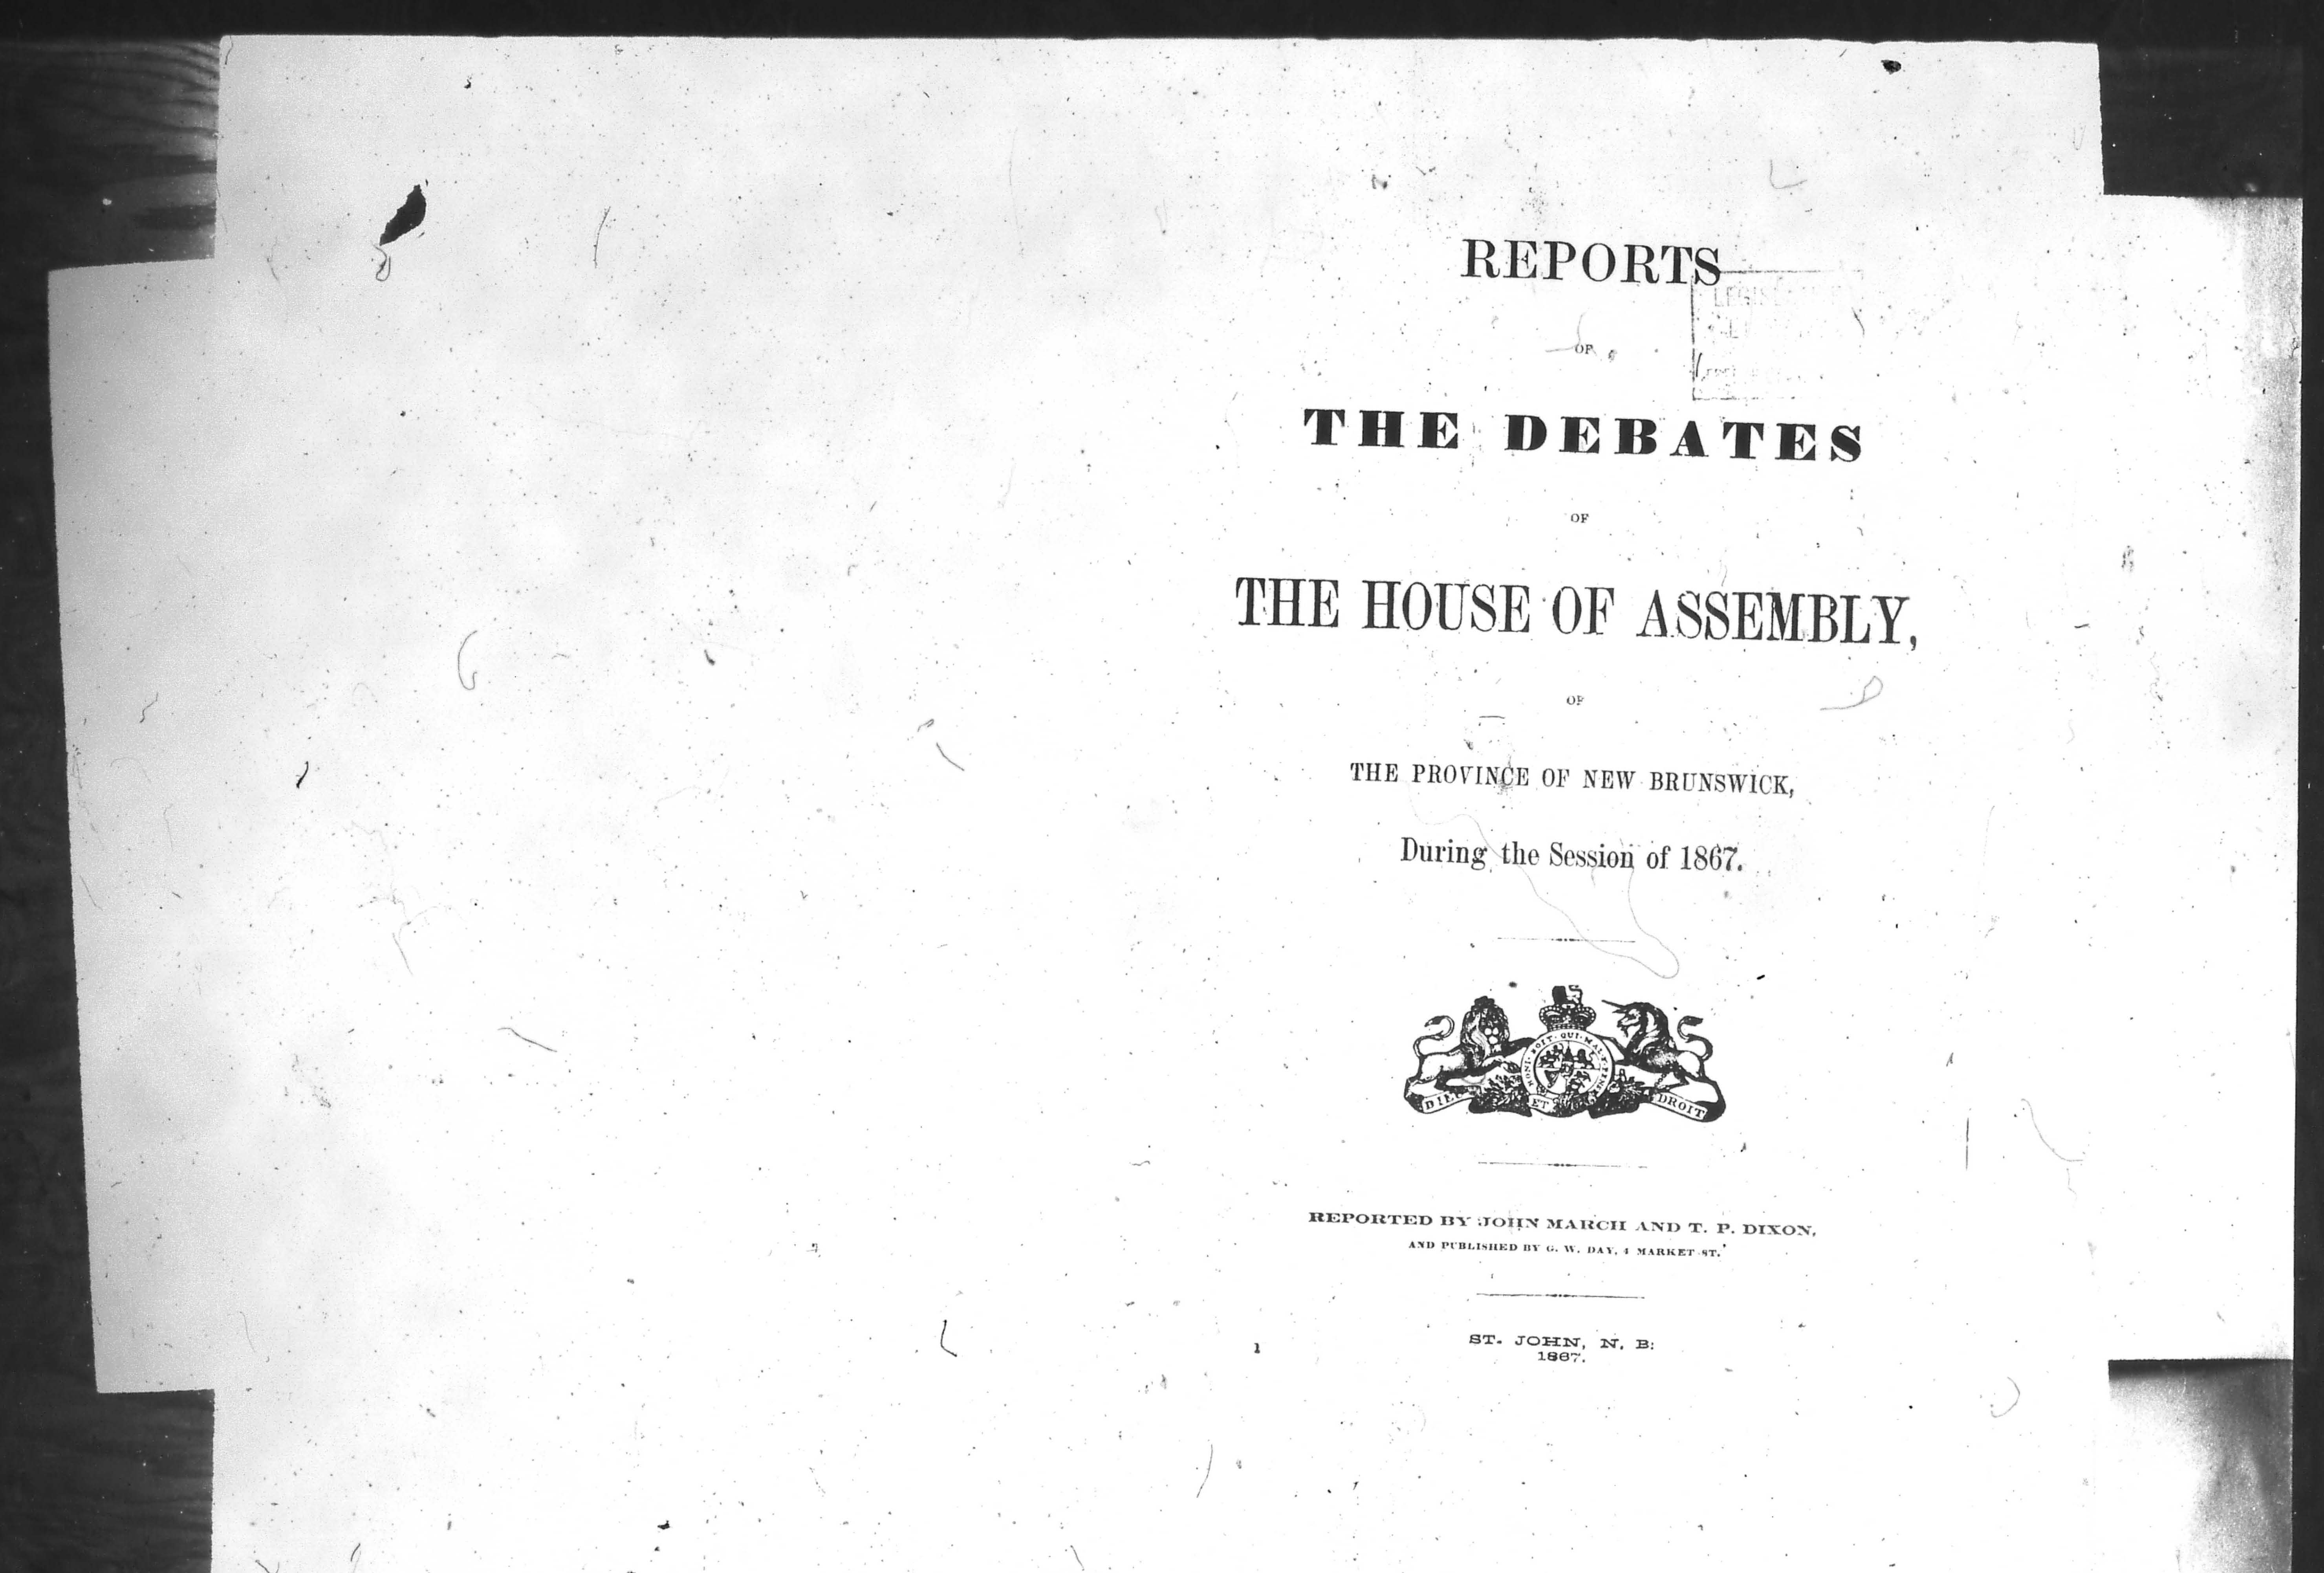 REPORTS
OF
THE DEBATES
OF
THE HOUSE OF ASSEMBLY,
OF
THE PROVINCE OF NEW BRUNSWICK,
During the Session of 1867.
HONI SOIT QUI MAL Y PENSE
DIEU ET DROIT
REPORTED BY JOHN MARCH AND T. P. DIXON,
AND PUBLISHED BY G. W. DAY, 4 MARKET ST.
ST. JOHN, N. B:
1867.